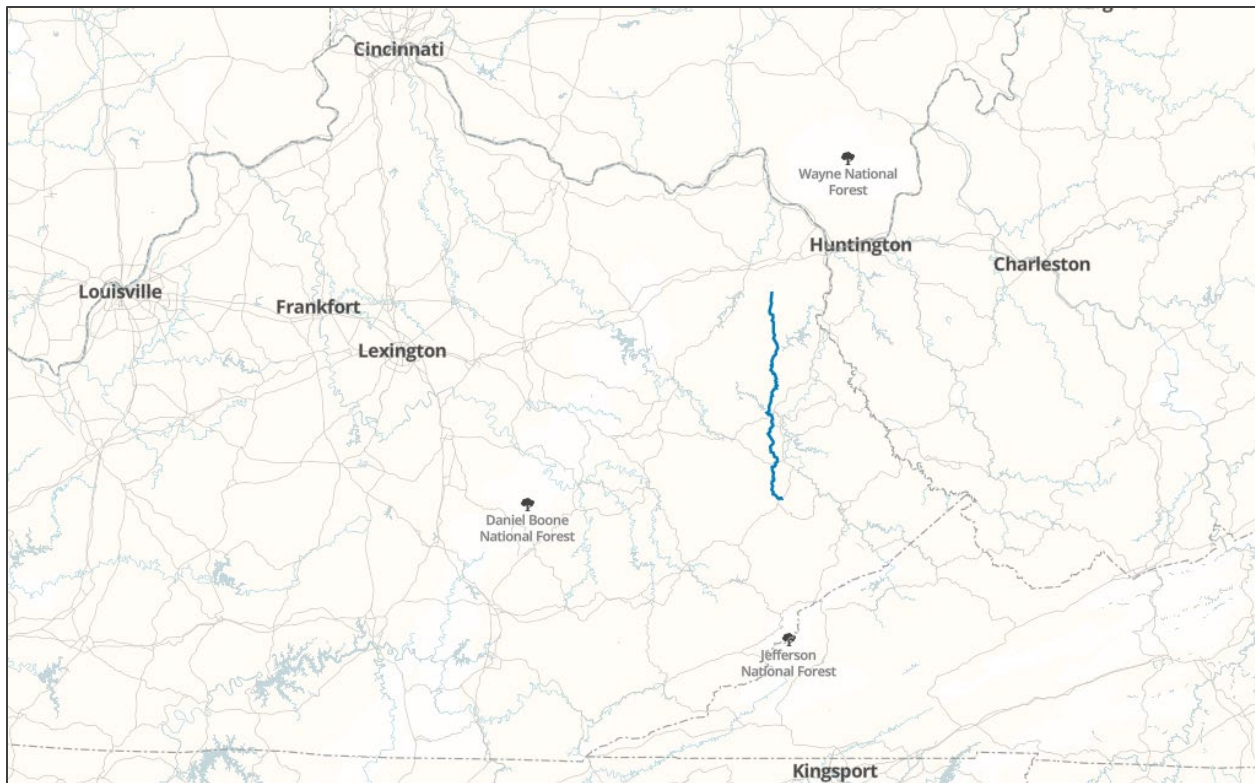 Cincinnati
Wayne National
Forest
Huntington
Charleston
Louisville
Frankfort
Lexington
Daniel Boone
National Forest
Jefferson
National Forest
Kingsport